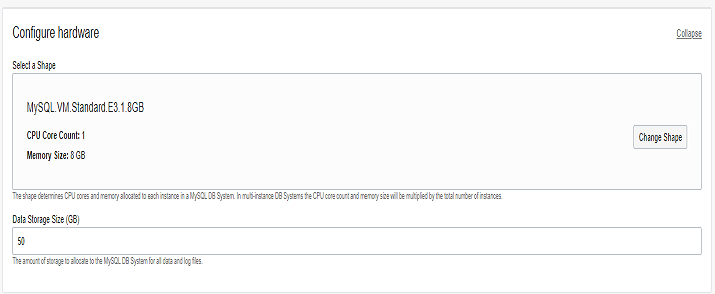 Configure hardware
Collapse
Select a Shape
MySQL.VM.Standard.E3.1.8GB
CPU Core Count: 1
Change Shape
Memory Size: 8 GB
The shape determines CPU cores and memory allocated to each instance in a MySQL DB System. In multi-instance DB Systems the CPU core count and memory size will be multiplied by the total number of instances.
Data Storage Size (GB)
50
The amount of storage to allocate to the MySQL DB System for all data and log files.